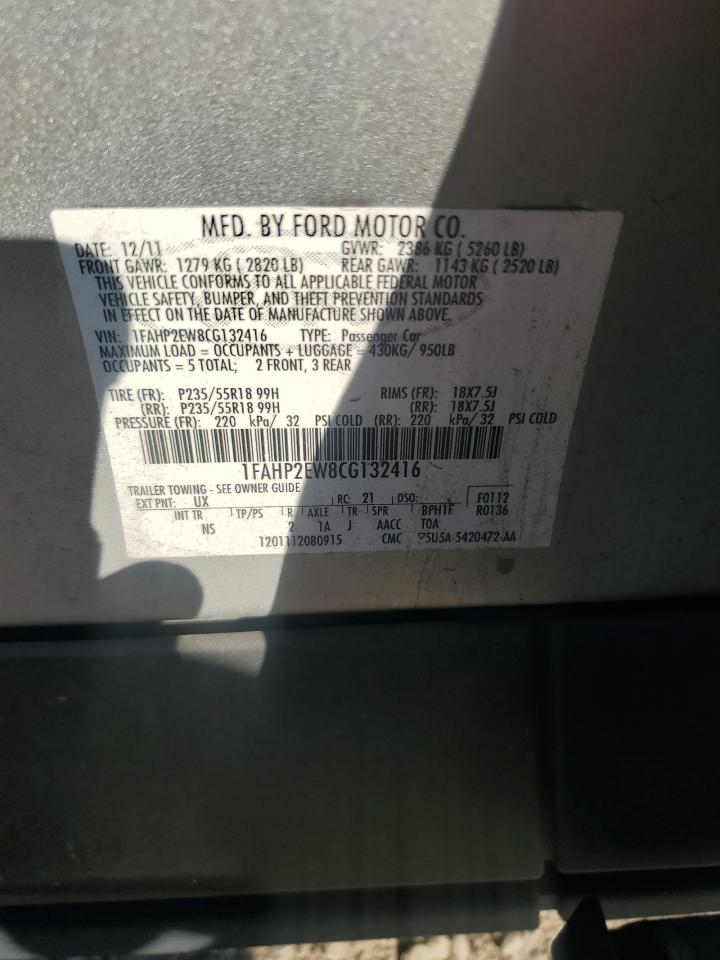 MFD. BY FORD MOTOR CO.
DATE: 12/11 GVWR: 2386 KG ( 5260 LB)
FRONT GAWR: 1279 KG ( 2820 LB) REAR GAWR: 1143 KG ( 2520 LB)
THIS VEHICLE CONFORMS TO ALL APPLICABLE FEDERAL MOTOR
VEHICLE SAFETY, BUMPER, AND THEFT PREVENTION STANDARDS
IN EFFECT ON THE DATE OF MANUFACTURE SHOWN ABOVE.
VIN: 1FAHP2EW8CG132416 TYPE: Passenger Car
MAXIMUM LOAD = OCCUPANTS + LUGGAGE = 430KG/ 950LB
OCCUPANTS = 5 TOTAL; 2 FRONT, 3 REAR
TIRE (FR): P235/55R18 99H RIMS (FR): 18X7.5J
(RR): P235/55R18 99H (RR): 18X7.5J
PRESSURE (FR): 220 kPa/ 32 PSI COLD (RR): 220 kPa/ 32 PSI COLD
1FAHP2EW8CG132416
TRAILER TOWING - SEE OWNER GUIDE
EXT PNT: UX RC: 21 DSO: F0112
INT TR TP/PS R AXLE TR SPR BPH1F R0136
NS 2 1A J AACC TOA
1201112080915 CMC ▽5U5A-5420472-AA